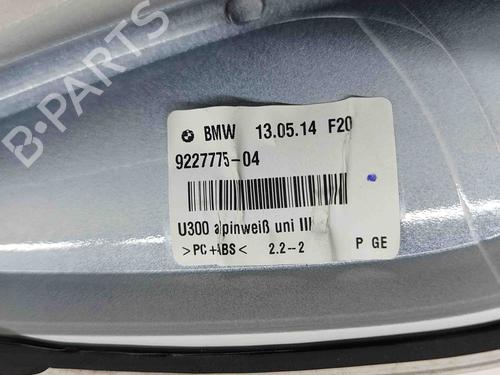 B-PARTS
BMW 13.05.14 F20
9227775-04
U300 alpinweiß uni III
>PC+ABS< 2.2--2 P GE